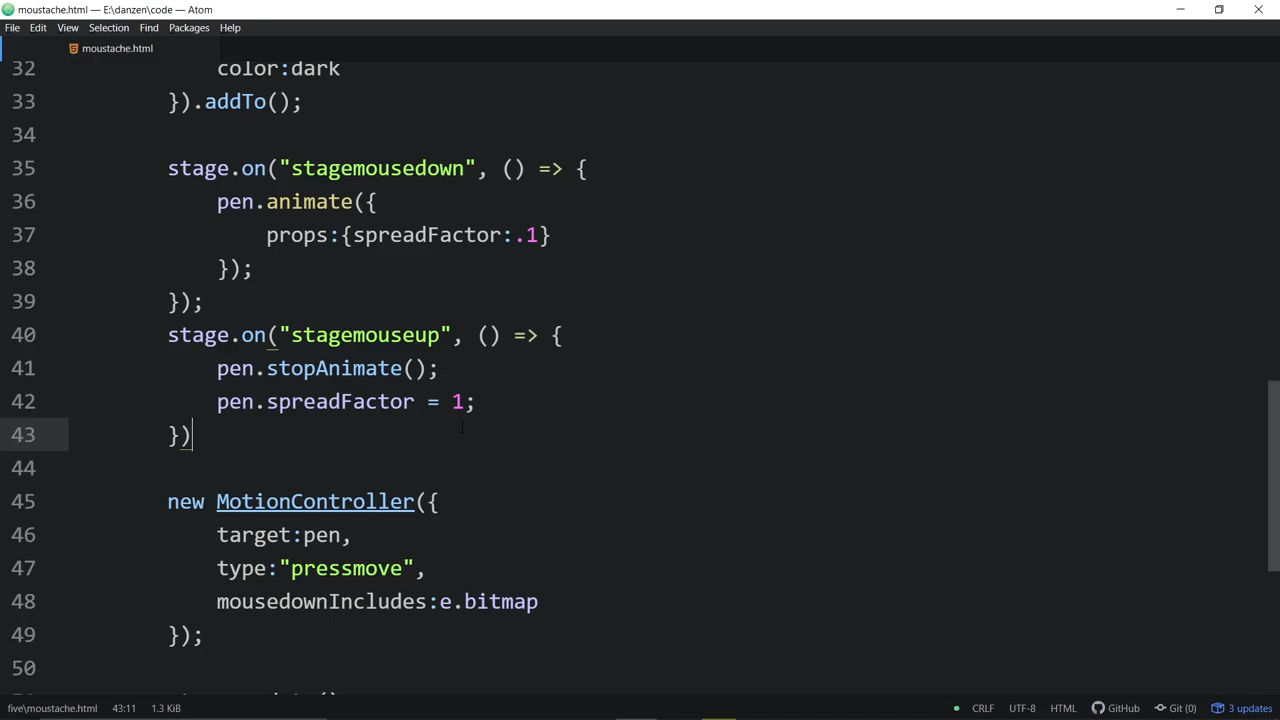 moustache.html — E:\danzen\code — Atom
File Edit View Selection Find Packages Help
moustache.html
32 color:dark
33 }).addTo();
34
35 stage.on("stagemousedown", () => {
36 pen.animate({
37 props:{spreadFactor:.1}
38 });
39 });
40 stage.on("stagemouseup", () => {
41 pen.stopAnimate();
42 pen.spreadFactor = 1;
43 })
44
45 new MotionController({
46 target:pen,
47 type:"pressmove",
48 mousedownIncludes:e.bitmap
49 });
50
five\moustache.html 43:11 1.3 KiB CRLF UTF-8 HTML GitHub Git (0) 3 updates